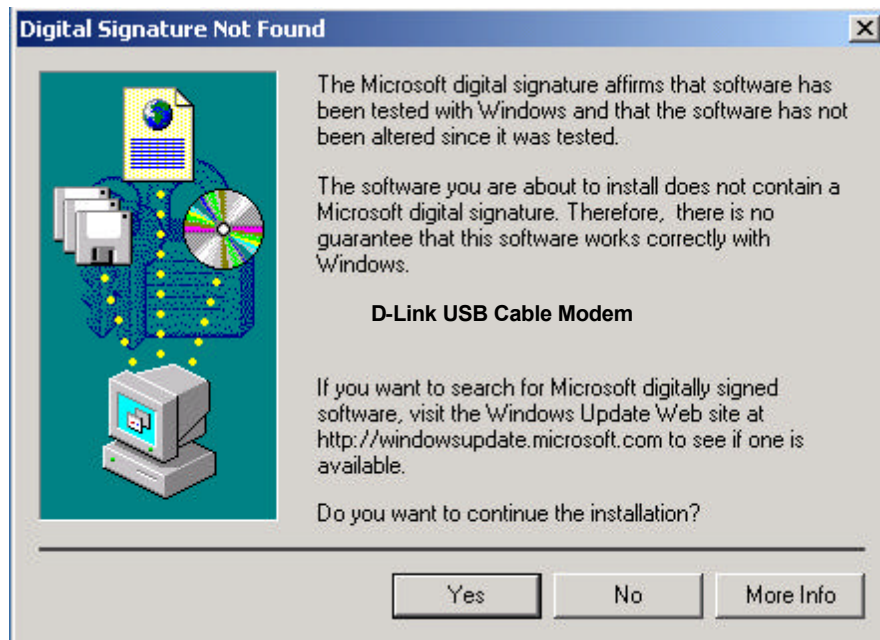 Digital Signature Not Found
The Microsoft digital signature affirms that software has
been tested with Windows and that the software has not
been altered since it was tested.
The software you are about to install does not contain a
Microsoft digital signature. Therefore,  there is no
guarantee that this software works correctly with
Windows.
D-Link USB Cable Modem
If you want to search for Microsoft digitally signed
software, visit the Windows Update Web site at
http://windowsupdate.microsoft.com to see if one is
available.
Do you want to continue the installation?
Yes No More Info